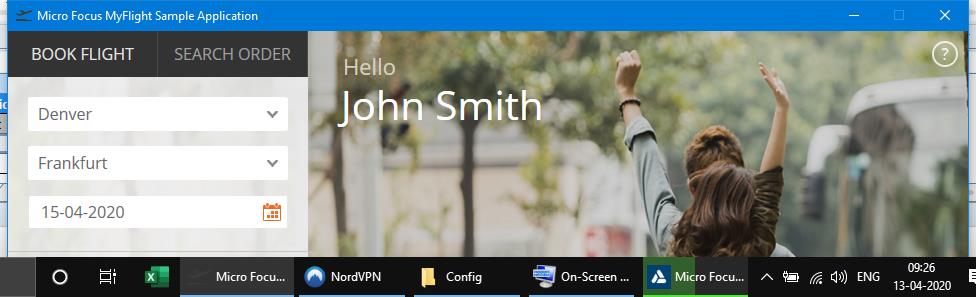 Micro Focus MyFlight Sample Application
BOOK FLIGHT
SEARCH ORDER
Denver
Frankfurt
15-04-2020
Hello
John Smith
?
Micro Focu...
NordVPN
Config
On-Screen ...
Micro Focu...
ENG
09:26
13-04-2020